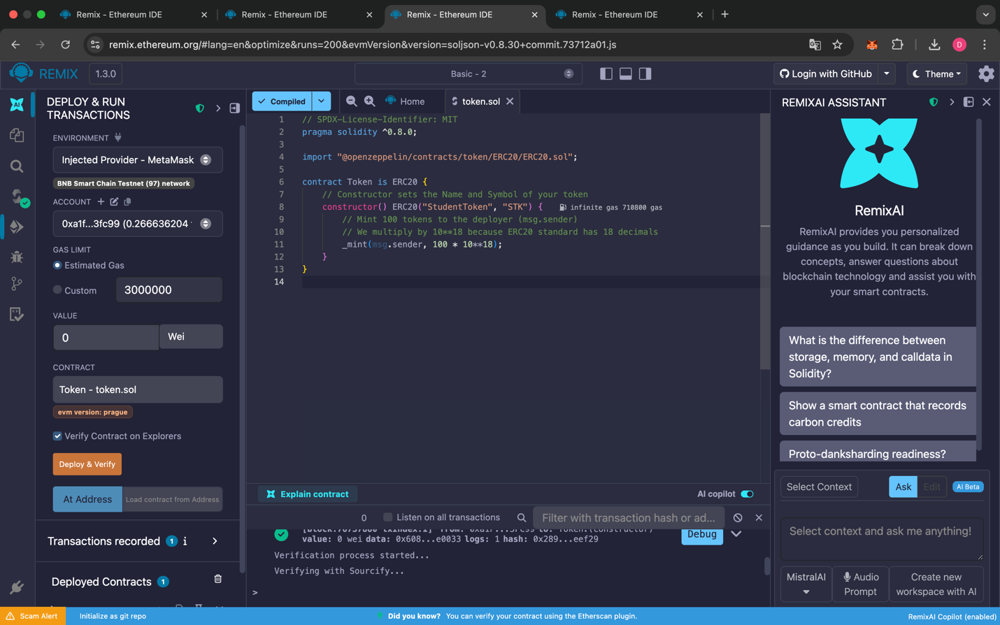 Remix - Ethereum IDE
Remix - Ethereum IDE
Remix - Ethereum IDE
Remix - Ethereum IDE
remix.ethereum.org/#lang=en&optimize&runs=200&evmVersion&version=soljson-v0.8.30+commit.73712a01.js
D
REMIX
1.3.0
Basic - 2
Login with GitHub
Theme
AI
DEPLOY & RUN
TRANSACTIONS
ENVIRONMENT
Injected Provider - MetaMask
BNB Smart Chain Testnet (97) network
ACCOUNT
0xa1f...3fc99 (0.266636204
GAS LIMIT
Estimated Gas
Custom
3000000
VALUE
0
Wei
CONTRACT
Token - token.sol
evm version: prague
Verify Contract on Explorers
Deploy & Verify
At Address
Load contract from Address
Transactions recorded 1 i
Deployed Contracts 1
Compiled
Home
token.sol
1 // SPDX-License-Identifier: MIT
2 pragma solidity ^0.8.0;
3
4 import "@openzeppelin/contracts/token/ERC20/ERC20.sol";
5
6 contract Token is ERC20 {
7 // Constructor sets the Name and Symbol of your token
8 constructor() ERC20("StudentToken", "STK") { infinite gas 710800 gas
9 // Mint 100 tokens to the deployer (msg.sender)
10 // We multiply by 10**18 because ERC20 standard has 18 decimals
11 _mint(msg.sender, 100 * 10**18);
12 }
13 }
14
Explain contract
AI copilot
0
Listen on all transactions
Filter with transaction hash or ad...
value: 0 wei data: 0x608...e0033 logs: 1 hash: 0x289...eef29
Debug
Verification process started...
Verifying with Sourcify...
>
REMIXAI ASSISTANT
RemixAI
RemixAI provides you personalized
guidance as you build. It can break down
concepts, answer questions about
blockchain technology and assist you with
your smart contracts.
What is the difference between
storage, memory, and calldata in
Solidity?
Show a smart contract that records
carbon credits
Proto-danksharding readiness?
Select Context
Ask
Edit
AI Beta
Select context and ask me anything!
MistralAI
Audio
Prompt
Create new
workspace with AI
Scam Alert
Initialize as git repo
Did you know? You can verify your contract using the Etherscan plugin.
RemixAI Copilot (enabled)